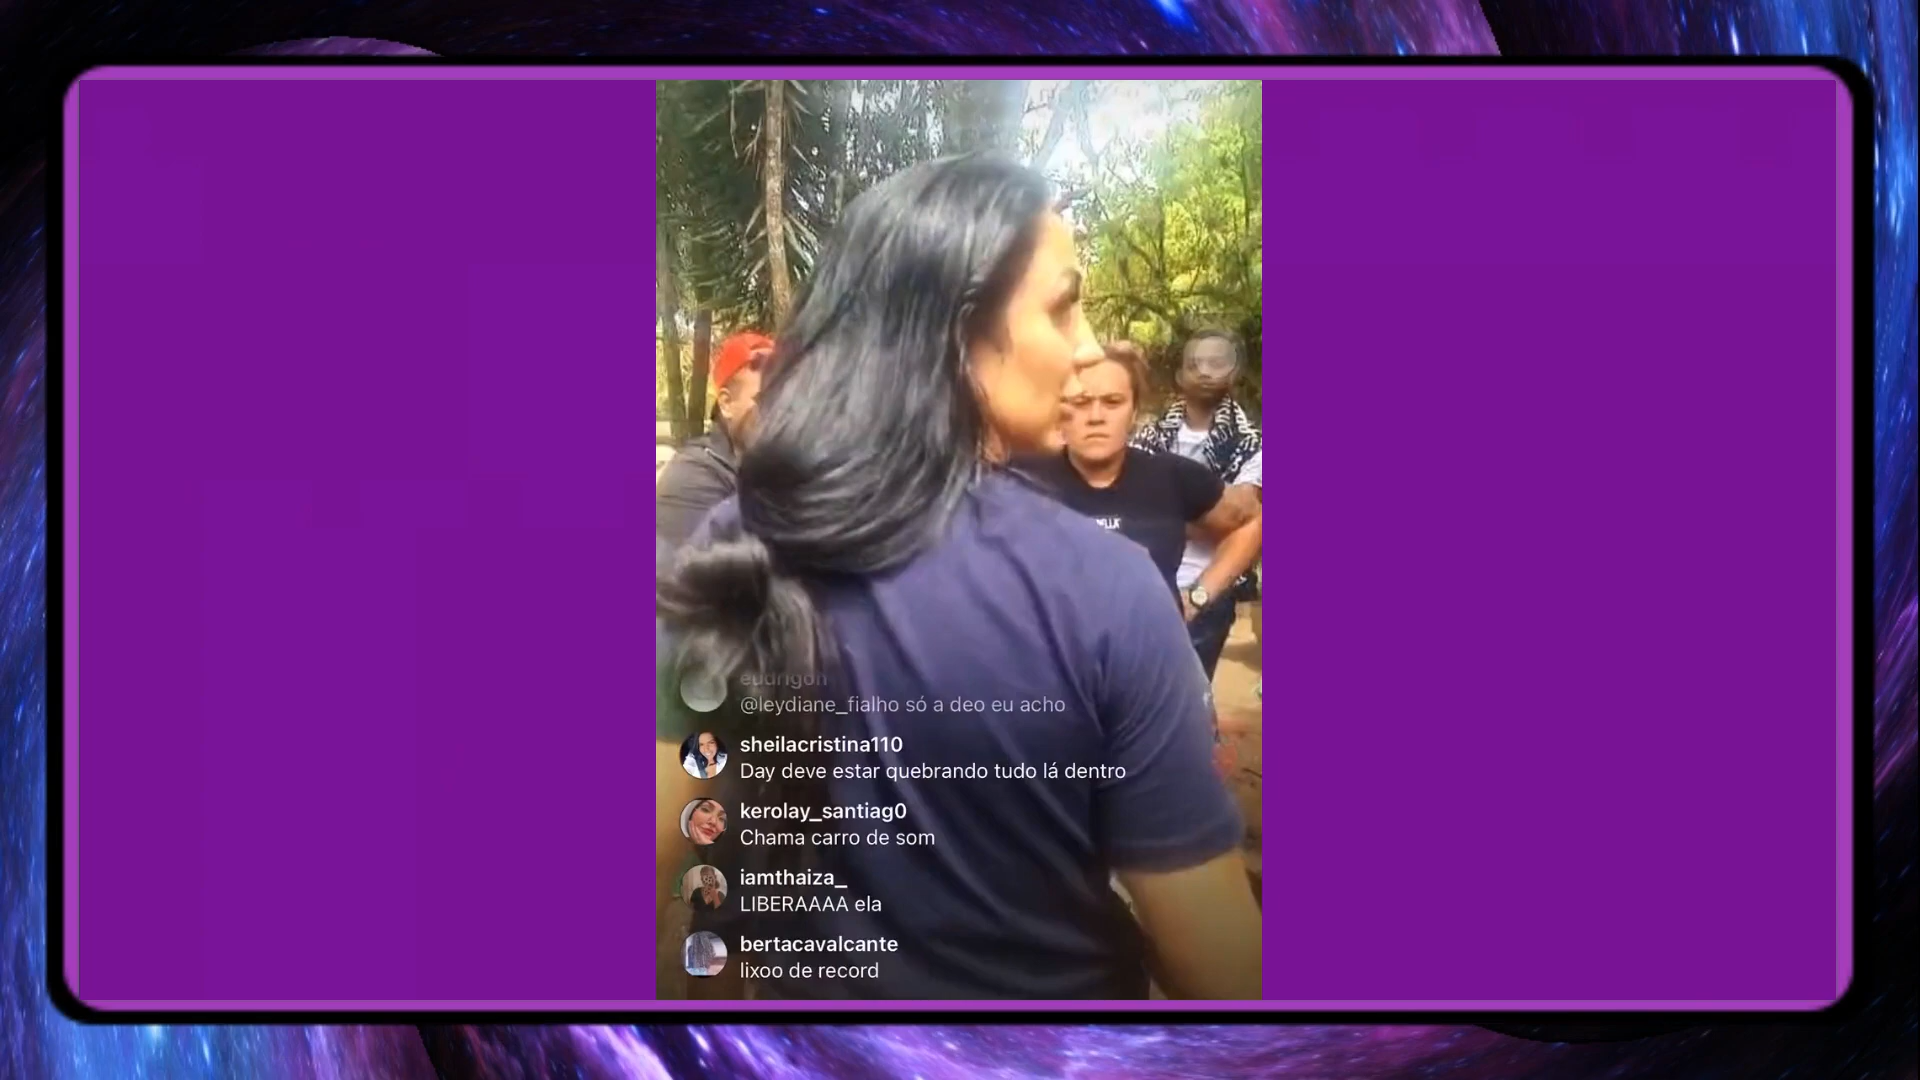 eudrigon
@leydiane_fialho só a deo eu acho
sheilacristina110
Day deve estar quebrando tudo lá dentro
kerolay_santiag0
Chama carro de som
iamthaiza_
LIBERAAAA ela
bertacavalcante
lixoo de record